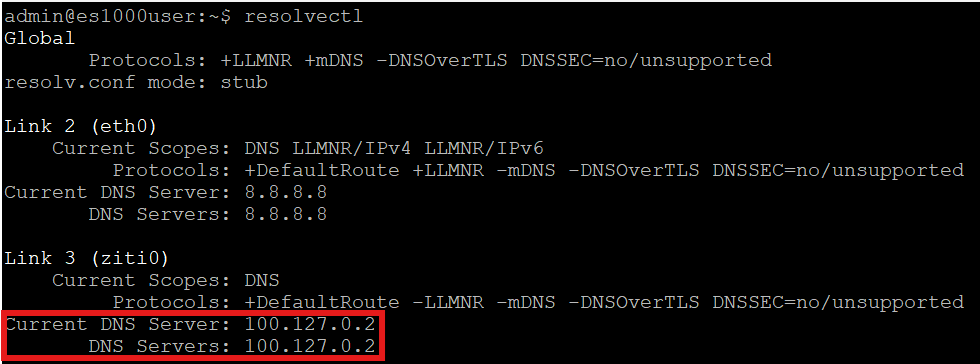 admin@es1000user:~$ resolvectl
Global
Protocols: +LLMNR +mDNS -DNSOverTLS DNSSEC=no/unsupported
resolv.conf mode: stub
Link 2 (eth0)
Current Scopes: DNS LLMNR/IPv4 LLMNR/IPv6
Protocols: +DefaultRoute +LLMNR -mDNS -DNSOverTLS DNSSEC=no/unsupported
Current DNS Server: 8.8.8.8
DNS Servers: 8.8.8.8
Link 3 (ziti0)
Current Scopes: DNS
Protocols: +DefaultRoute -LLMNR -mDNS -DNSOverTLS DNSSEC=no/unsupported
Current DNS Server: 100.127.0.2
DNS Servers: 100.127.0.2